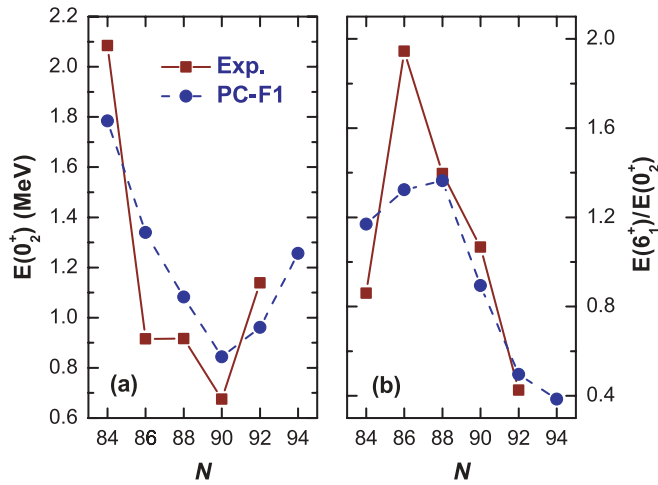 2.2
2.0
1.8
1.6
1.4
1.2
1.0
0.8
0.6
E(0₂⁺) (MeV)
Exp.
PC-F1
(a)
84 86 88 90 92 94
N
2.0
1.6
1.2
0.8
0.4
E(6₁⁺)/E(0₂⁺)
(b)
84 86 88 90 92 94
N